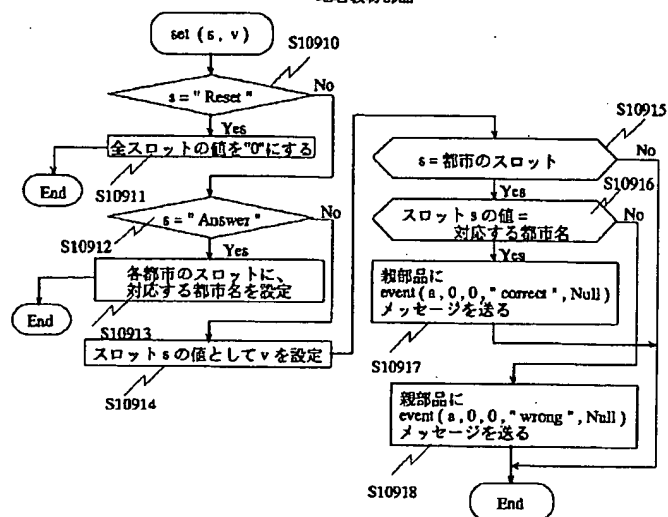 set (s, v)
S10910
s = " Reset "
No
Yes
全スロットの値を"0"にする
S10911
End
s = " Answer "
No
S10912
Yes
各都市のスロットに、
対応する都市名を設定
End
S10913
スロット s の値として v を設定
S10914
S10915
s = 都市のスロット
No
Yes
S10916
スロット s の値 =
対応する都市名
No
Yes
親部品に
event ( a , 0 , 0 , " correct " , Null )
メッセージを送る
S10917
親部品に
event ( a , 0 , 0 , " wrong " , Null )
メッセージを送る
S10918
End